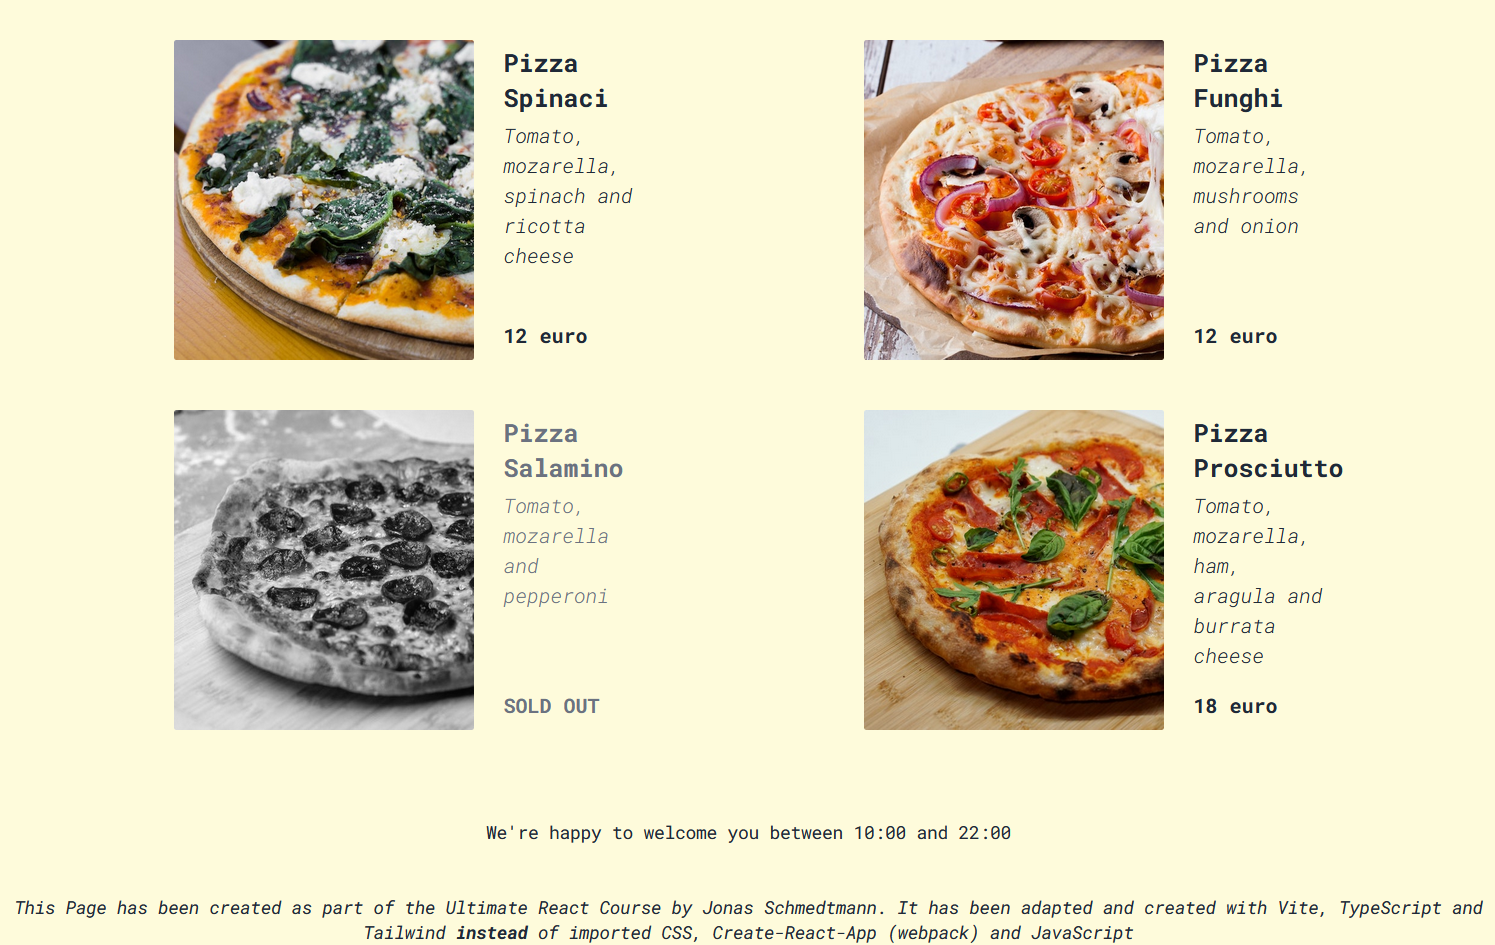 Pizza
Spinaci
Tomato,
mozarella,
spinach and
ricotta
cheese
12 euro
Pizza
Funghi
Tomato,
mozarella,
mushrooms
and onion
12 euro
Pizza
Salamino
Tomato,
mozarella
and
pepperoni
SOLD OUT
Pizza
Prosciutto
Tomato,
mozarella,
ham,
aragula and
burrata
cheese
18 euro
We're happy to welcome you between 10:00 and 22:00
This Page has been created as part of the Ultimate React Course by Jonas Schmedtmann. It has been adapted and created with Vite, TypeScript and
Tailwind instead of imported CSS, Create-React-App (webpack) and JavaScript